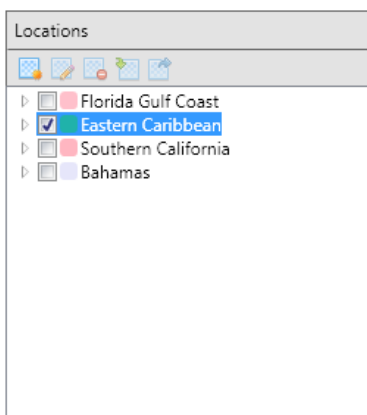 Locations
Florida Gulf Coast
Eastern Caribbean
Southern California
Bahamas